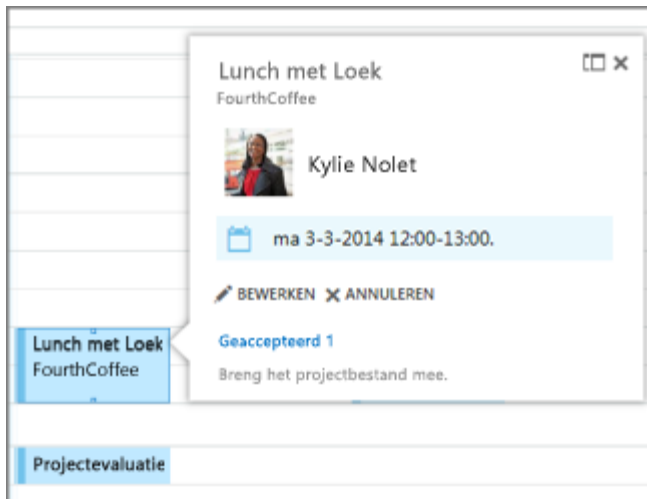 Lunch met Loek
FourthCoffee
Kylie Nolet
ma 3-3-2014 12:00-13:00.
BEWERKEN ANNULEREN
Geaccepteerd 1
Breng het projectbestand mee.
Lunch met Loek
FourthCoffee
Projectevaluatie